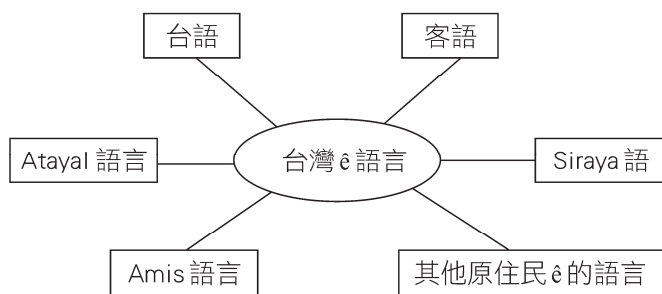 台語
客語
Atayal 語言
台灣 ê 語言
Siraya 語
Amis 語言
其他原住民 ê 的語言